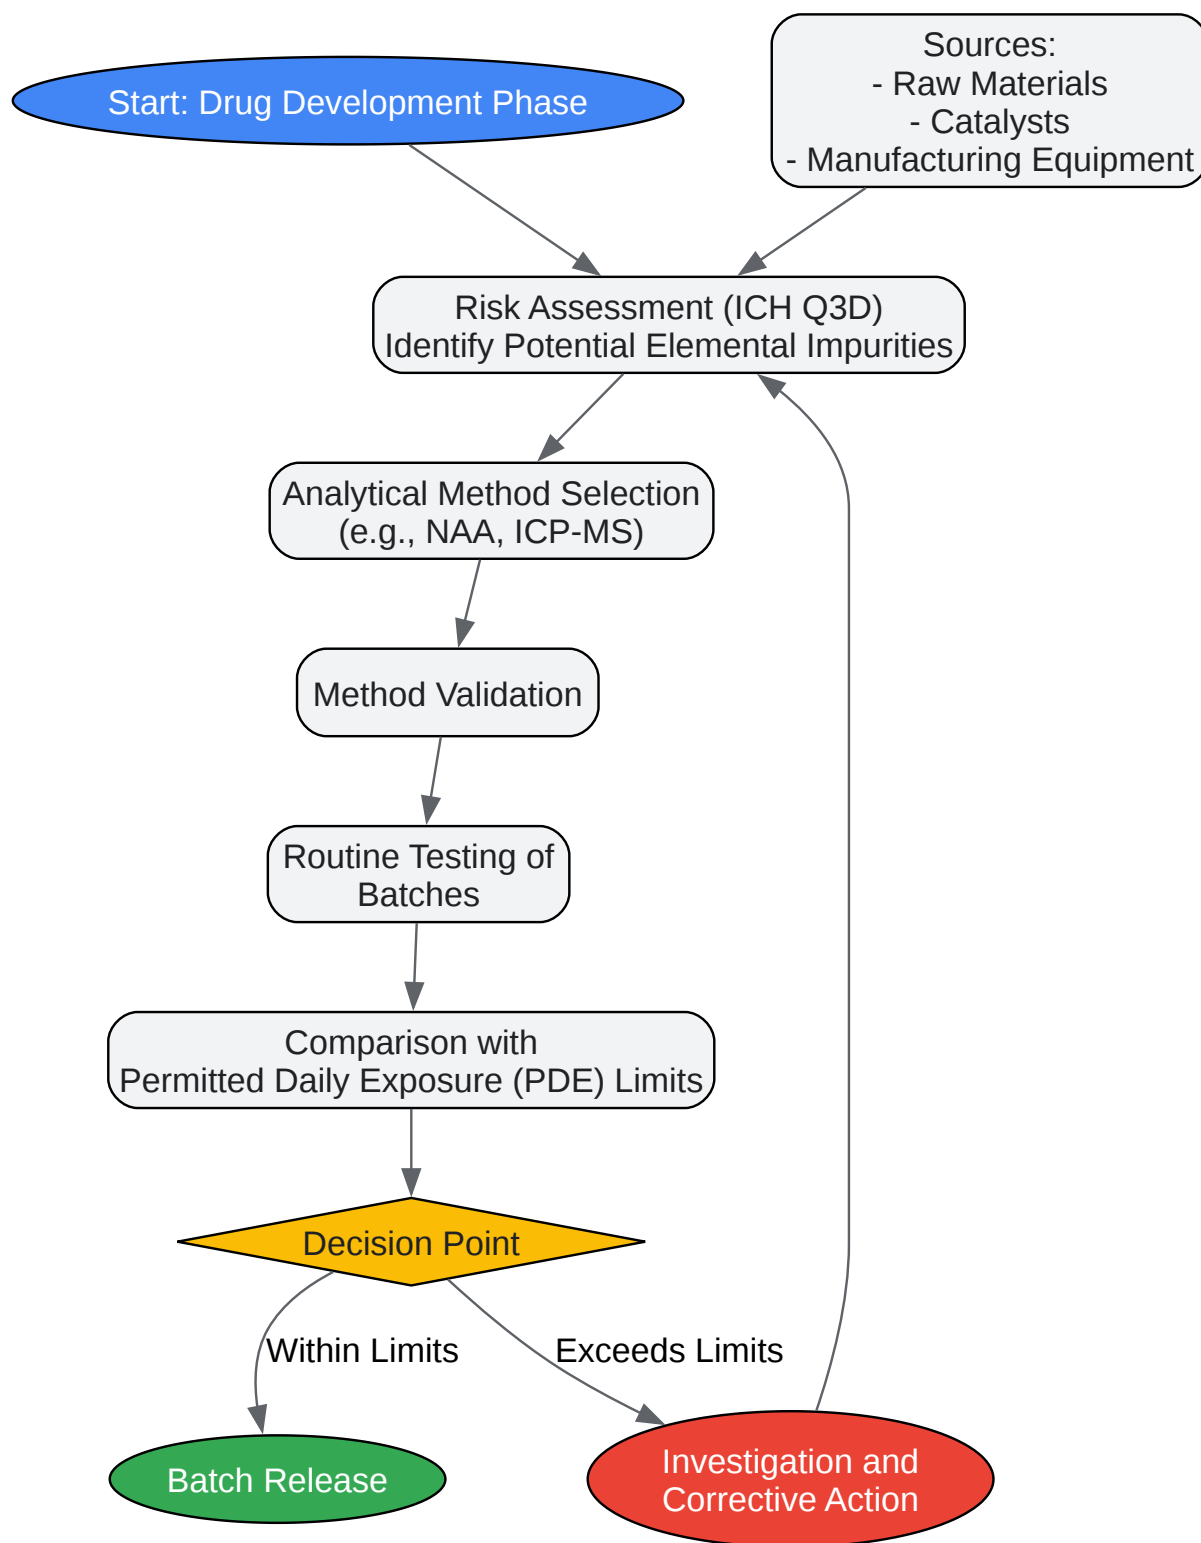 Start: Drug Development Phase
Sources:
- Raw Materials
- Catalysts
- Manufacturing Equipment
Risk Assessment (ICH Q3D)
Identify Potential Elemental Impurities
Analytical Method Selection
(e.g., NAA, ICP-MS)
Method Validation
Routine Testing of
Batches
Comparison with
Permitted Daily Exposure (PDE) Limits
Decision Point
Within Limits
Exceeds Limits
Batch Release
Investigation and
Corrective Action